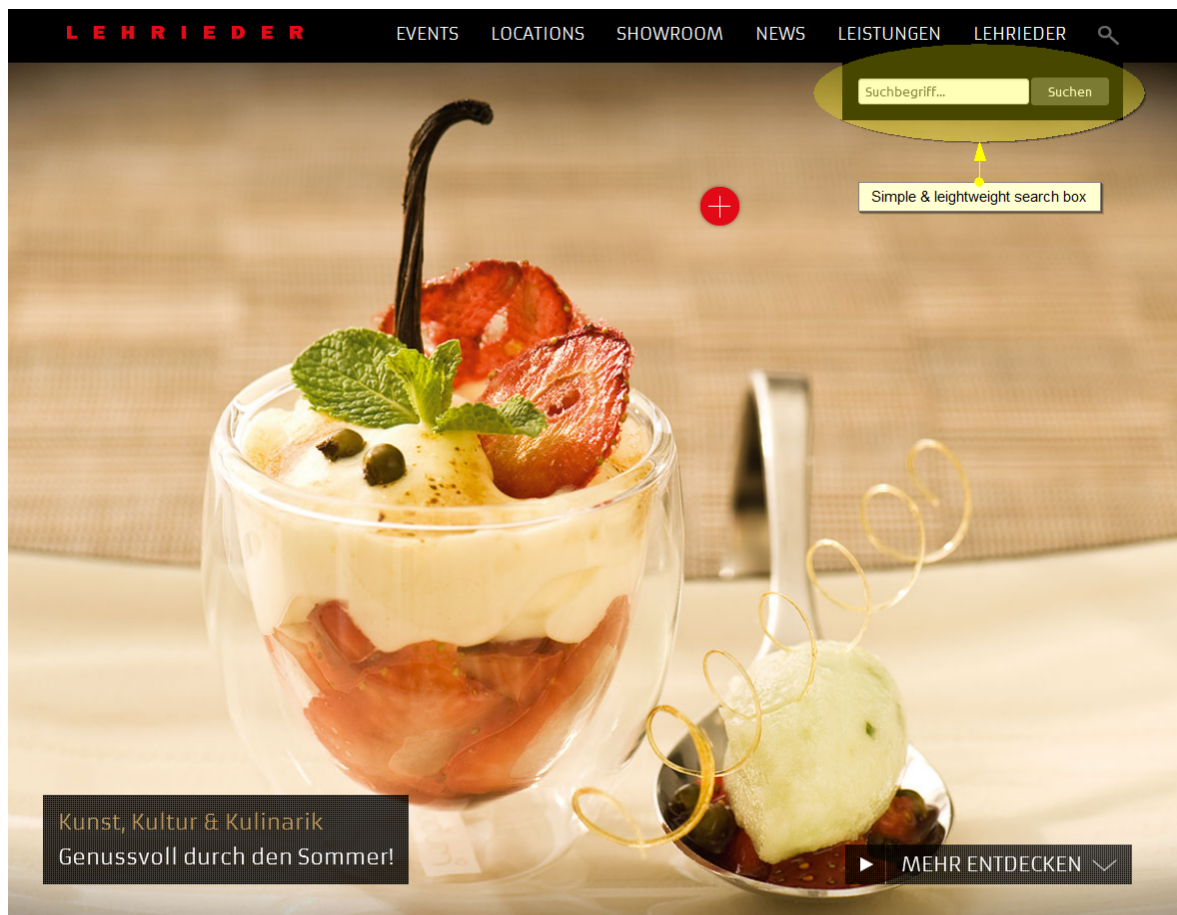 LEHRIEDER
EVENTS LOCATIONS SHOWROOM NEWS LEISTUNGEN LEHRIEDER
Suchbegriff... Suchen
Simple & leightweight search box
Kunst, Kultur & Kulinarik
Genussvoll durch den Sommer!
MEHR ENTDECKEN